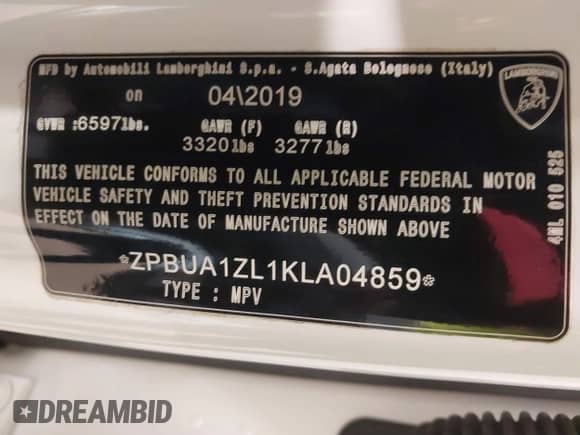 MFD by Automobili Lamborghini S.p.a. - S.Agata Bolognese (Italy)
on 04\2019
GVWR :6597lbs. GAWR (F) GAWR (R)
3320lbs 3277lbs
THIS VEHICLE CONFORMS TO ALL APPLICABLE FEDERAL MOTOR
VEHICLE SAFETY AND THEFT PREVENTION STANDARDS IN
EFFECT ON THE DATE OF MANUFACTURE SHOWN ABOVE
*ZPBUA1ZL1KLA04859*
TYPE : MPV
LAMBORGHINI
4ML 010 525
DREAMBID